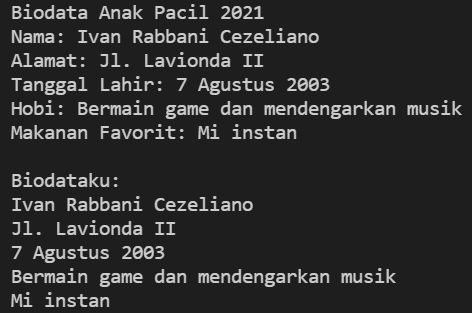 Biodata Anak Pacil 2021
Nama: Ivan Rabbani Cezeliano
Alamat: Jl. Lavionda II
Tanggal Lahir: 7 Agustus 2003
Hobi: Bermain game dan mendengarkan musik
Makanan Favorit: Mi instan

Biodataku:
Ivan Rabbani Cezeliano
Jl. Lavionda II
7 Agustus 2003
Bermain game dan mendengarkan musik
Mi instan